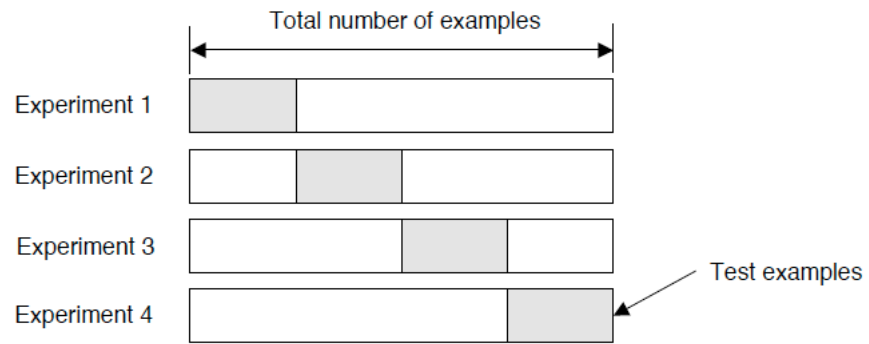 Total number of examples
Experiment 1
Experiment 2
Experiment 3
Test examples
Experiment 4